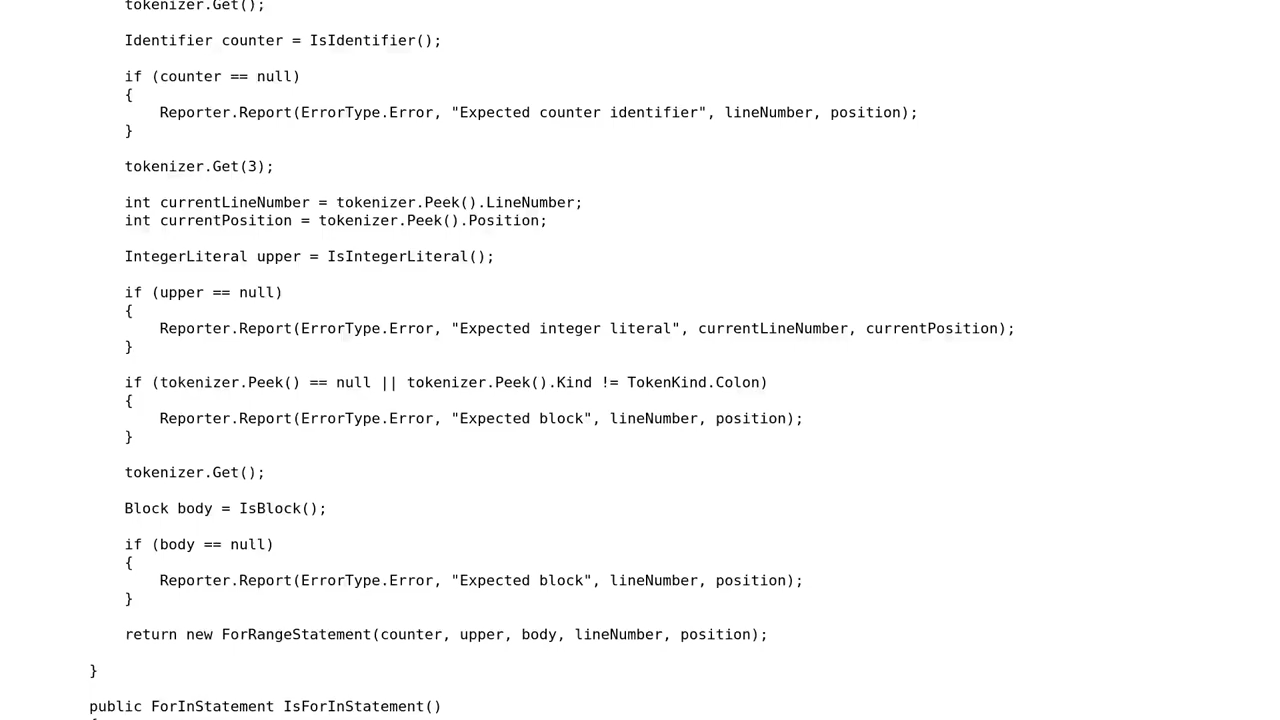 tokenizer.Get();
Identifier counter = IsIdentifier();
if (counter == null)
{
Reporter.Report(ErrorType.Error, "Expected counter identifier", lineNumber, position);
}
tokenizer.Get(3);
int currentLineNumber = tokenizer.Peek().LineNumber;
int currentPosition = tokenizer.Peek().Position;
IntegerLiteral upper = IsIntegerLiteral();
if (upper == null)
{
Reporter.Report(ErrorType.Error, "Expected integer literal", currentLineNumber, currentPosition);
}
if (tokenizer.Peek() == null || tokenizer.Peek().Kind != TokenKind.Colon)
{
Reporter.Report(ErrorType.Error, "Expected block", lineNumber, position);
}
tokenizer.Get();
Block body = IsBlock();
if (body == null)
{
Reporter.Report(ErrorType.Error, "Expected block", lineNumber, position);
}
return new ForRangeStatement(counter, upper, body, lineNumber, position);
}
public ForInStatement IsForInStatement()
{